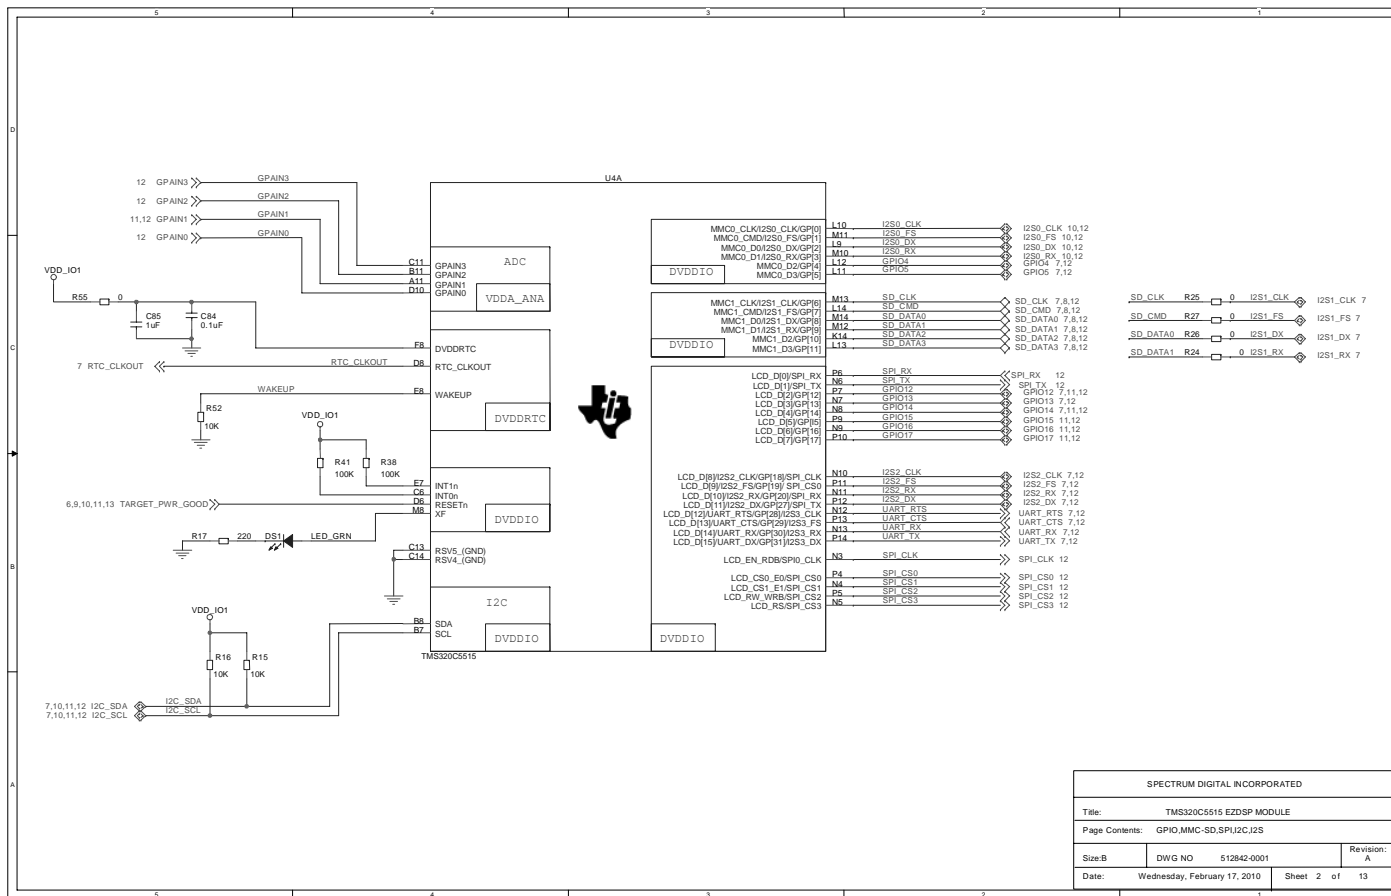 5 4 3 2 1
D
C
B
A
12 GPAIN3 GPAIN3
12 GPAIN2 GPAIN2
11,12 GPAIN1 GPAIN1
12 GPAIN0 GPAIN0
VDD_IO1
R55 0
C85
1uF
C84
0.1uF
7 RTC_CLKOUT
WAKEUP
R52
10K
VDD_IO1
R41
100K
R38
100K
6,9,10,11,13 TARGET_PWR_GOOD
R17 220 DS1 LED_GRN
VDD_IO1
R16
10K
R15
10K
7,10,11,12 I2C_SDA I2C_SDA
7,10,11,12 I2C_SCL I2C_SCL
U4A
C11 GPAIN3
B11 GPAIN2
A11 GPAIN1
D10 GPAIN0
ADC
VDDA_ANA
F8 DVDDRTC
D8 RTC_CLKOUT
E8 WAKEUP
DVDDRTC
E7 INT1n
C6 INT0n
D6 RESETn
M8 XF
DVDDIO
C13 RSV5_(GND)
C14 RSV4_(GND)
I2C
B8 SDA
B7 SCL
DVDDIO
TMS320C5515
MMC0_CLK/I2S0_CLK/GP[0] L10 I2S0_CLK I2S0_CLK 10,12
MMC0_CMD/I2S0_FS/GP[1] M11 I2S0_FS I2S0_FS 10,12
MMC0_D0/I2S0_DX/GP[2] L9 I2S0_DX I2S0_DX 10,12
MMC0_D1/I2S0_RX/GP[3] M10 I2S0_RX I2S0_RX 10,12
MMC0_D2/GP[4] L12 GPIO4 GPIO4 7,12
MMC0_D3/GP[5] L11 GPIO5 GPIO5 7,12
DVDDIO
MMC1_CLK/I2S1_CLK/GP[6] M13 SD_CLK SD_CLK 7,8,12
MMC1_CMD/I2S1_FS/GP[7] L14 SD_CMD SD_CMD 7,8,12
MMC1_D0/I2S1_DX/GP[8] M14 SD_DATA0 SD_DATA0 7,8,12
MMC1_D1/I2S1_RX/GP[9] M12 SD_DATA1 SD_DATA1 7,8,12
MMC1_D2/GP[10] K14 SD_DATA2 SD_DATA2 7,8,12
MMC1_D3/GP[11] L13 SD_DATA3 SD_DATA3 7,8,12
DVDDIO
SD_CLK R25 0 I2S1_CLK I2S1_CLK 7
SD_CMD R27 0 I2S1_FS I2S1_FS 7
SD_DATA0 R26 0 I2S1_DX I2S1_DX 7
SD_DATA1 R24 0 I2S1_RX I2S1_RX 7
LCD_D[0]/SPI_RX P6 SPI_RX SPI_RX 12
LCD_D[1]/SPI_TX N6 SPI_TX SPI_TX 12
LCD_D[2]/GP[12] P7 GPIO12 GPIO12 7,11,12
LCD_D[3]/GP[13] N7 GPIO13 GPIO13 7,12
LCD_D[4]/GP[14] N8 GPIO14 GPIO14 7,11,12
LCD_D[5]/GP[I5] P9 GPIO15 GPIO15 11,12
LCD_D[6]/GP[16] N9 GPIO16 GPIO16 11,12
LCD_D[7]/GP[17] P10 GPIO17 GPIO17 11,12
LCD_D[8]/I2S2_CLK/GP[18]/SPI_CLK N10 I2S2_CLK I2S2_CLK 7,12
LCD_D[9]/I2S2_FS/GP[19]/ SPI_CS0 P11 I2S2_FS I2S2_FS 7,12
LCD_D[10]/I2S2_RX/GP[20]/SPI_RX N11 I2S2_RX I2S2_RX 7,12
LCD_D[11]/I2S2_DX/GP[27]/SPI_TX P12 I2S2_DX I2S2_DX 7,12
LCD_D[12]/UART_RTS/GP[28]/I2S3_CLK N12 UART_RTS UART_RTS 7,12
LCD_D[13]/UART_CTS/GP[29]/I2S3_FS P13 UART_CTS UART_CTS 7,12
LCD_D[14]/UART_RX/GP[30]/I2S3_RX N13 UART_RX UART_RX 7,12
LCD_D[15]/UART_DX/GP[31]/I2S3_DX P14 UART_TX UART_TX 7,12
LCD_EN_RDB/SPI0_CLK N3 SPI_CLK SPI_CLK 12
LCD_CS0_E0/SPI_CS0 P4 SPI_CS0 SPI_CS0 12
LCD_CS1_E1/SPI_CS1 N4 SPI_CS1 SPI_CS1 12
LCD_RW_WRB/SPI_CS2 P5 SPI_CS2 SPI_CS2 12
LCD_RS/SPI_CS3 N5 SPI_CS3 SPI_CS3 12
DVDDIO
SPECTRUM DIGITAL INCORPORATED
Title: TMS320C5515 EZDSP MODULE
Page Contents: GPIO,MMC-SD,SPI,I2C,I2S
Size:B DWG NO 512842-0001 Revision: A
Date: Wednesday, February 17, 2010 Sheet 2 of 13
5 4 3 2 1